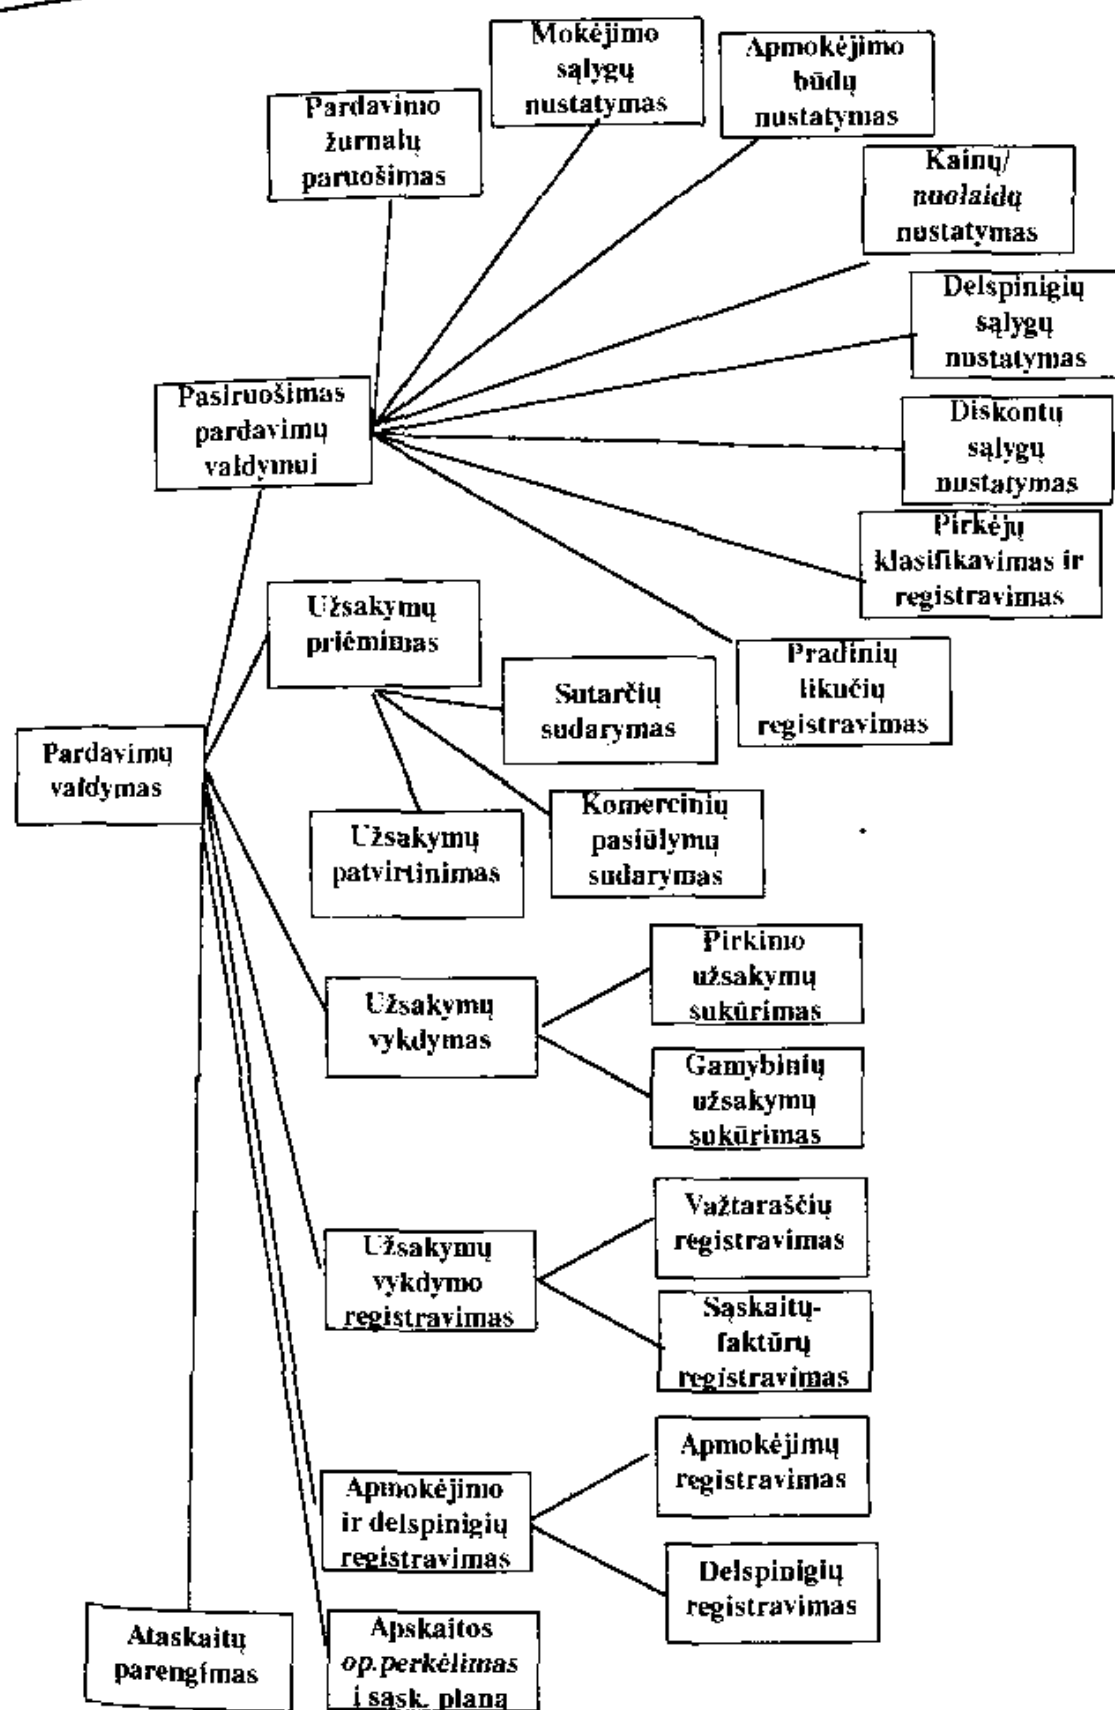 Mokėjimo
sąlygų
nustatymas
Apmokėjimo
būdų
nustatymas
Pardavimo
žurnalų
paruošimas
Kainų/
nuolaidų
nustatymas
Delspinigių
sąlygų
nustatymas
Pasiruošimas
pardavimų
valdymui
Diskontų
sąlygų
nustatymas
Pirkėjų
klasifikavimas ir
registravimas
Užsakymų
priėmimas
Pradinių
likučių
registravimas
Sutarčių
sudarymas
Pardavimų
valdymas
Komercinių
pasiūlymų
sudarymas
Užsakymų
patvirtinimas
Pirkimo
užsakymų
sukūrimas
Užsakymų
vykdymas
Gamybinių
užsakymų
sukūrimas
Važtaraščių
registravimas
Užsakymų
vykdymo
registravimas
Sąskaitų-
faktūrų
registravimas
Apmokėjimų
registravimas
Apmokėjimo
ir delspinigių
registravimas
Delspinigių
registravimas
Ataskaitų
parengimas
Apskaitos
op.perkėlimas
į sąsk. planą